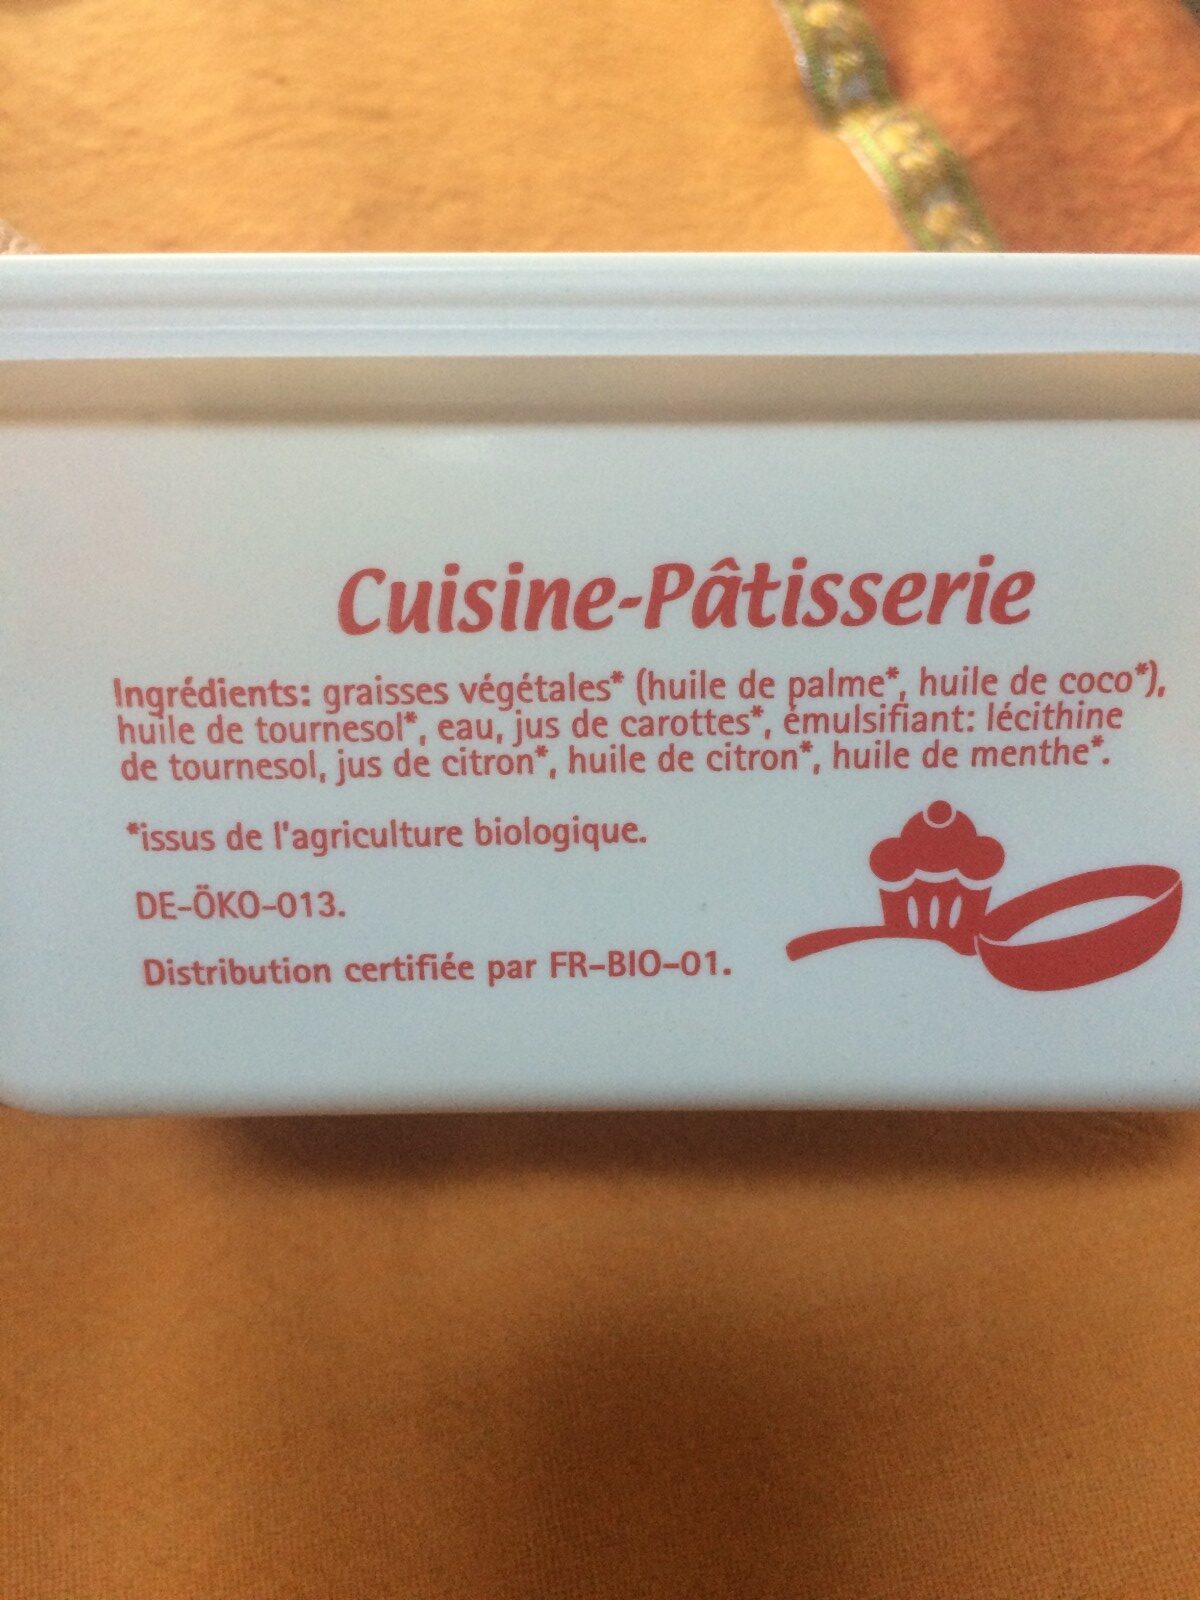 Cuisine-Pâtisserie
Ingrédients: graisses végétales* (huile de palme*, huile de coco*),
huile de tournesol*, eau, jus de carottes*, émulsifiant: lécithine
de tournesol, jus de citron*, huile de citron*, huile de menthe*.
*issus de l'agriculture biologique.
DE-ÖKO-013.
Distribution certifiée par FR-BIO-01.